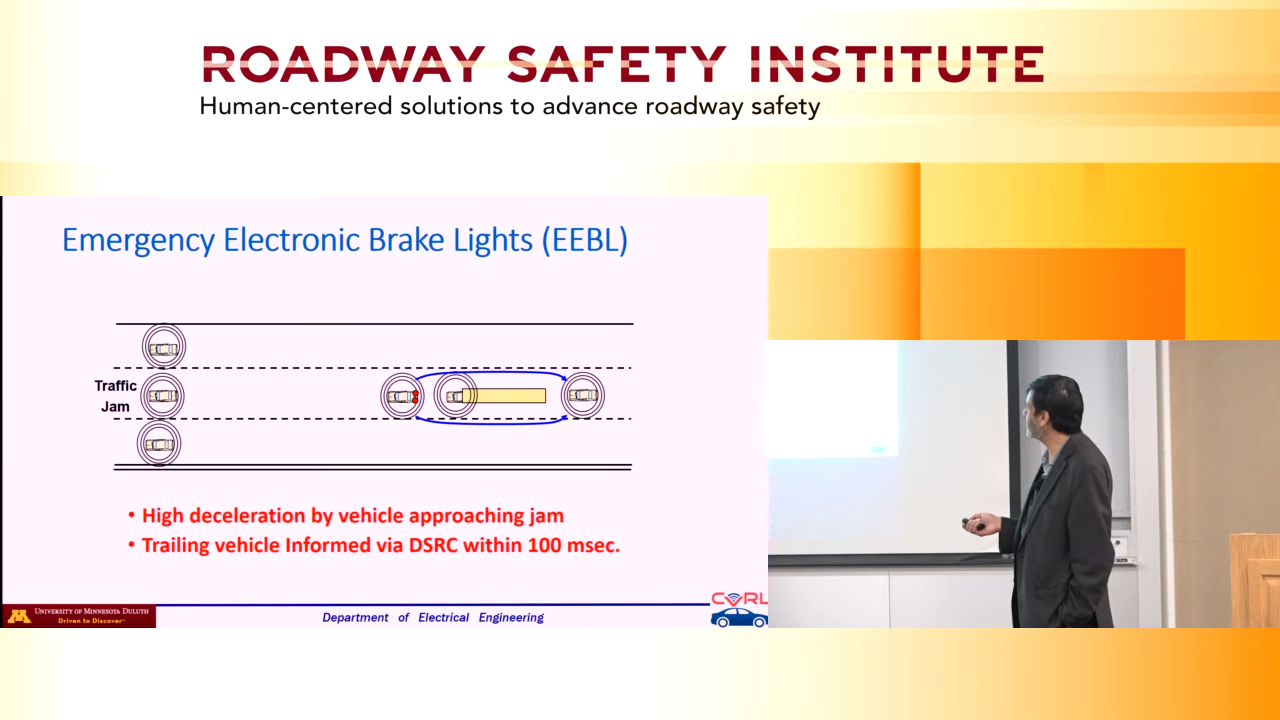 ROADWAY SAFETY INSTITUTE
Human-centered solutions to advance roadway safety
Emergency Electronic Brake Lights (EEBL)
Traffic
Jam
• High deceleration by vehicle approaching jam
• Trailing vehicle Informed via DSRC within 100 msec.
UNIVERSITY OF MINNESOTA DULUTH
Driven to Discover™
Department of Electrical Engineering